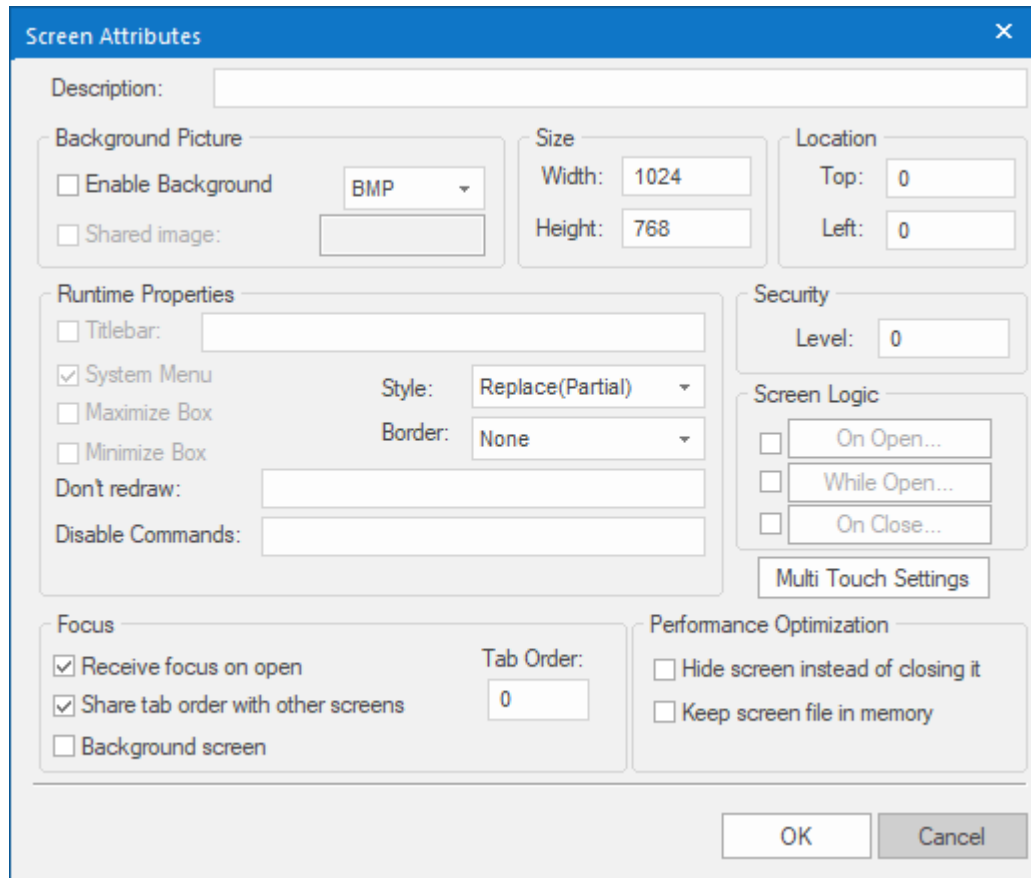 Screen Attributes
Description:
Background Picture
Enable Background
BMP
Shared image:
Size
Width: 1024
Height: 768
Location
Top: 0
Left: 0
Runtime Properties
Titlebar:
System Menu
Maximize Box
Minimize Box
Style: Replace(Partial)
Border: None
Don't redraw:
Disable Commands:
Security
Level: 0
Screen Logic
On Open...
While Open...
On Close...
Multi Touch Settings
Focus
Receive focus on open
Share tab order with other screens
Background screen
Tab Order:
0
Performance Optimization
Hide screen instead of closing it
Keep screen file in memory
OK
Cancel